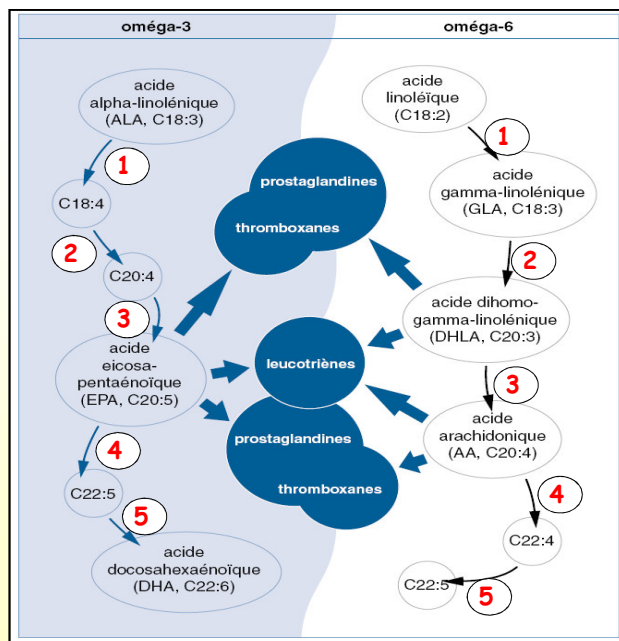 oméga-3
acide
alpha-linolénique
(ALA, C18:3)
1
C18:4
2
C20:4
3
acide
eicosa-
pentaénoïque
(EPA, C20:5)
4
C22:5
5
acide
docosahexaénoïque
(DHA, C22:6)
prostaglandines
thromboxanes
leucotriènes
prostaglandines
thromboxanes
oméga-6
acide
linoléïque
(C18:2)
1
acide
gamma-linolénique
(GLA, C18:3)
2
acide dihomo-
gamma-linolénique
(DHLA, C20:3)
3
acide
arachidonique
(AA, C20:4)
4
C22:4
C22:5
5